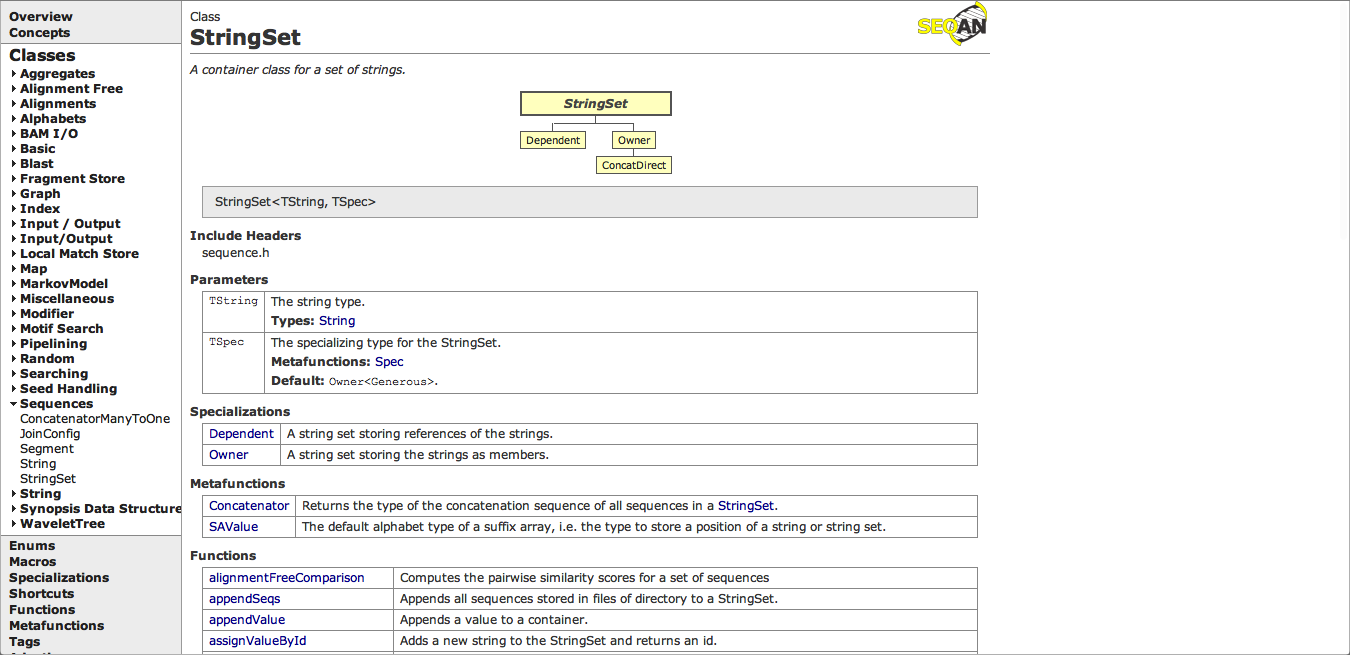 Overview
Concepts
Classes
Aggregates
Alignment Free
Alignments
Alphabets
BAM I/O
Basic
Blast
Fragment Store
Graph
Index
Input / Output
Input/Output
Local Match Store
Map
MarkovModel
Miscellaneous
Modifier
Motif Search
Pipelining
Random
Searching
Seed Handling
Sequences
ConcatenatorManyToOne
JoinConfig
Segment
String
StringSet
String
Synopsis Data Structure
WaveletTree
Enums
Macros
Specializations
Shortcuts
Functions
Metafunctions
Tags
Class
StringSet
SEQAN
A container class for a set of strings.
StringSet
Dependent Owner
ConcatDirect
StringSet<TString, TSpec>
Include Headers
sequence.h
Parameters
TString The string type.
Types: String
TSpec The specializing type for the StringSet.
Metafunctions: Spec
Default: Owner<Generous>.
Specializations
Dependent A string set storing references of the strings.
Owner A string set storing the strings as members.
Metafunctions
Concatenator Returns the type of the concatenation sequence of all sequences in a StringSet.
SAValue The default alphabet type of a suffix array, i.e. the type to store a position of a string or string set.
Functions
alignmentFreeComparison Computes the pairwise similarity scores for a set of sequences
appendSeqs Appends all sequences stored in files of directory to a StringSet.
appendValue Appends a value to a container.
assignValueById Adds a new string to the StringSet and returns an id.